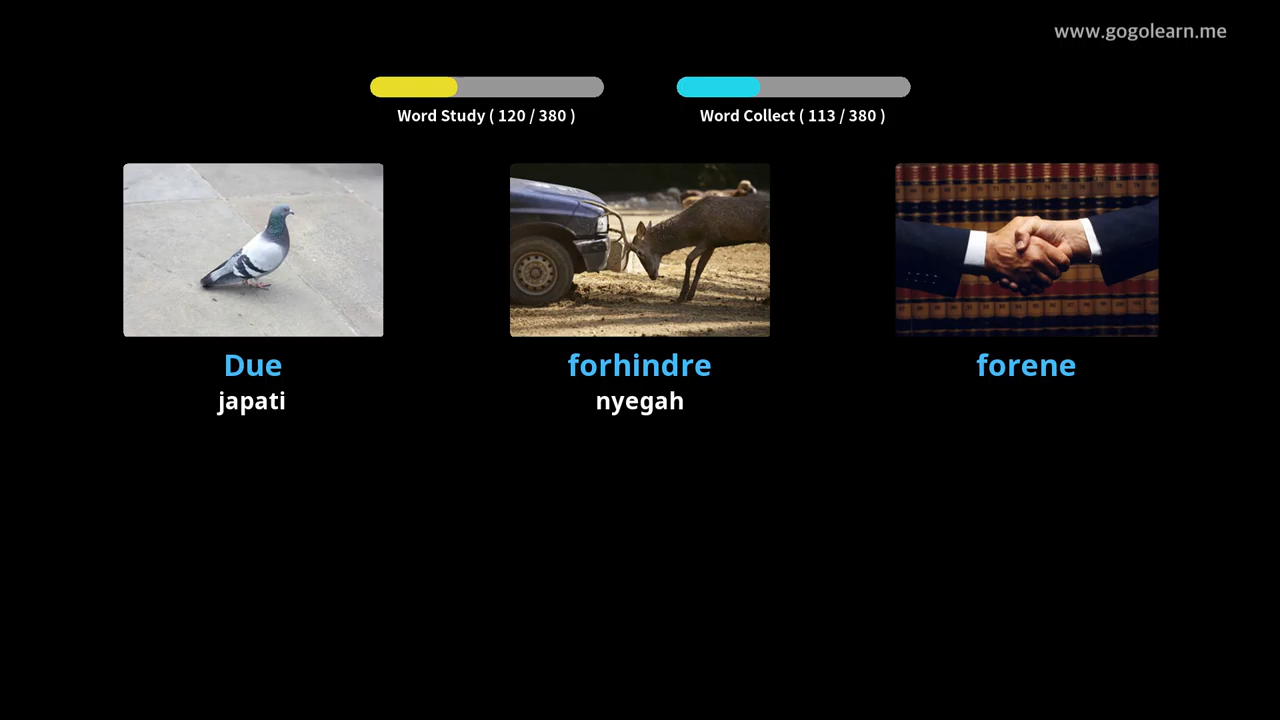 www.gogolearn.me
Word Study ( 120 / 380 )
Word Collect ( 113 / 380 )
Due
forhindre
forene
japati
nyegah